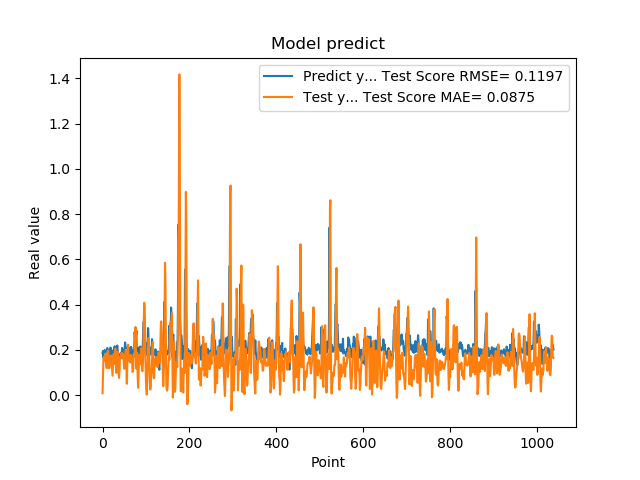 Model predict
Predict y... Test Score RMSE= 0.1197
Test y... Test Score MAE= 0.0875
1.4
1.2
1.0
0.8
0.6
0.4
0.2
0.0
Real value
0 200 400 600 800 1000
Point